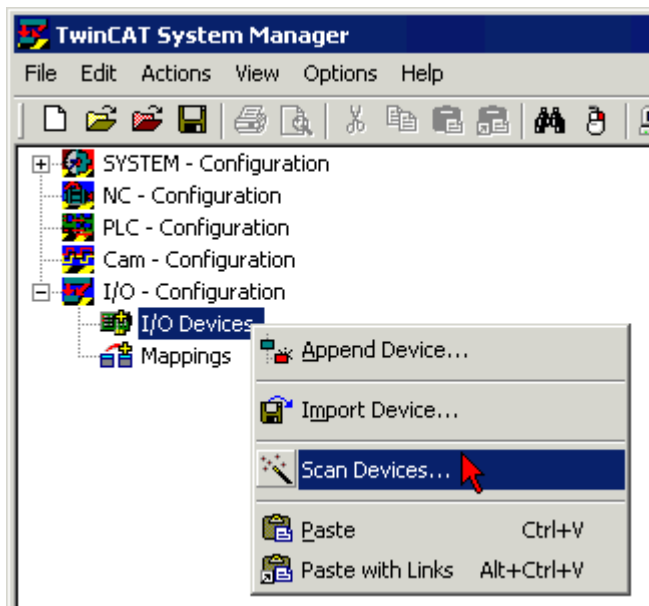 TwinCAT System Manager
File Edit Actions View Options Help
SYSTEM - Configuration
NC - Configuration
PLC - Configuration
Cam - Configuration
I/O - Configuration
I/O Devices
Mappings
Append Device...
Import Device...
Scan Devices...
Paste Ctrl+V
Paste with Links Alt+Ctrl+V